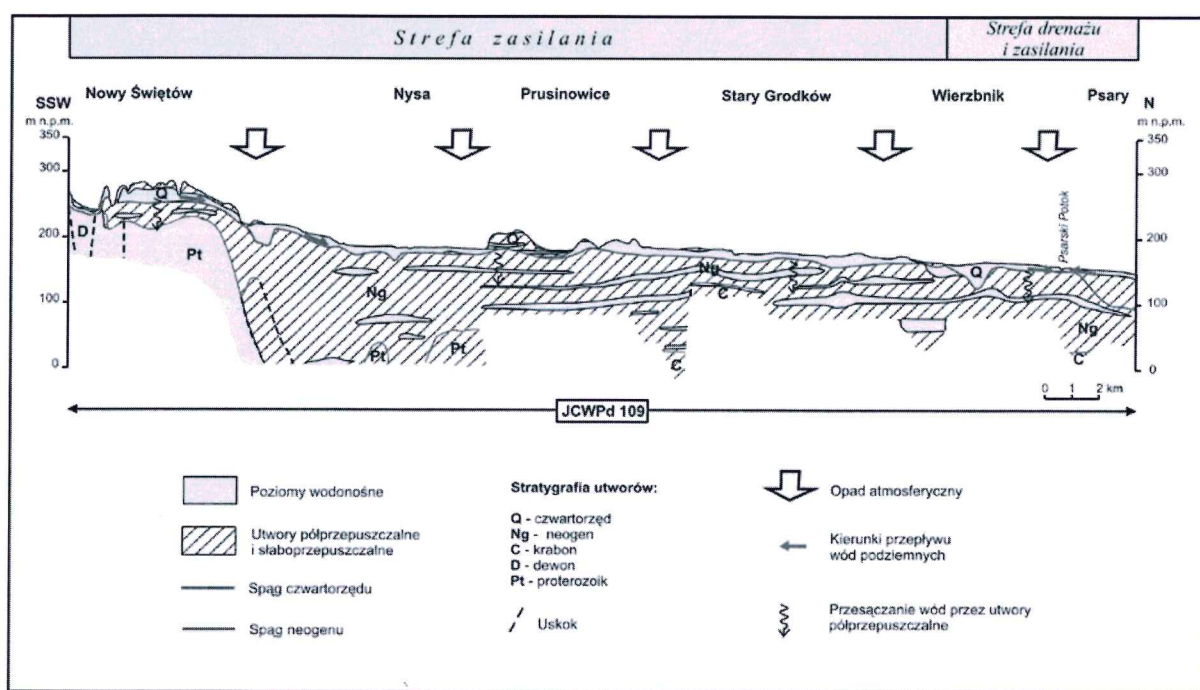 Strefa zasilania
Strefa drenażu
i zasilania
Nowy Świętów
Nysa
Prusinowice
Stary Grodków
Wierzbnik
Psary
SSW
m n.p.m.
350
300
200
100
0
N
m n.p.m.
350
300
200
100
0
D
Q
Pt
Ng
Pt
Pt
Q
Ng
C
C
Q
Psarski Potok
Ng
C
0 1 2 km
JCWPd 109
Poziomy wodonośne
Utwory półprzepuszczalne
i słaboprzepuszczalne
Spąg czwartorzędu
Spąg neogenu
Stratygrafia utworów:
Q - czwartorzęd
Ng - neogen
C - krabon
D - dewon
Pt - proterozoik
Uskok
Opad atmosferyczny
Kierunki przepływu
wód podziemnych
Przesączanie wód przez utwory
półprzepuszczalne